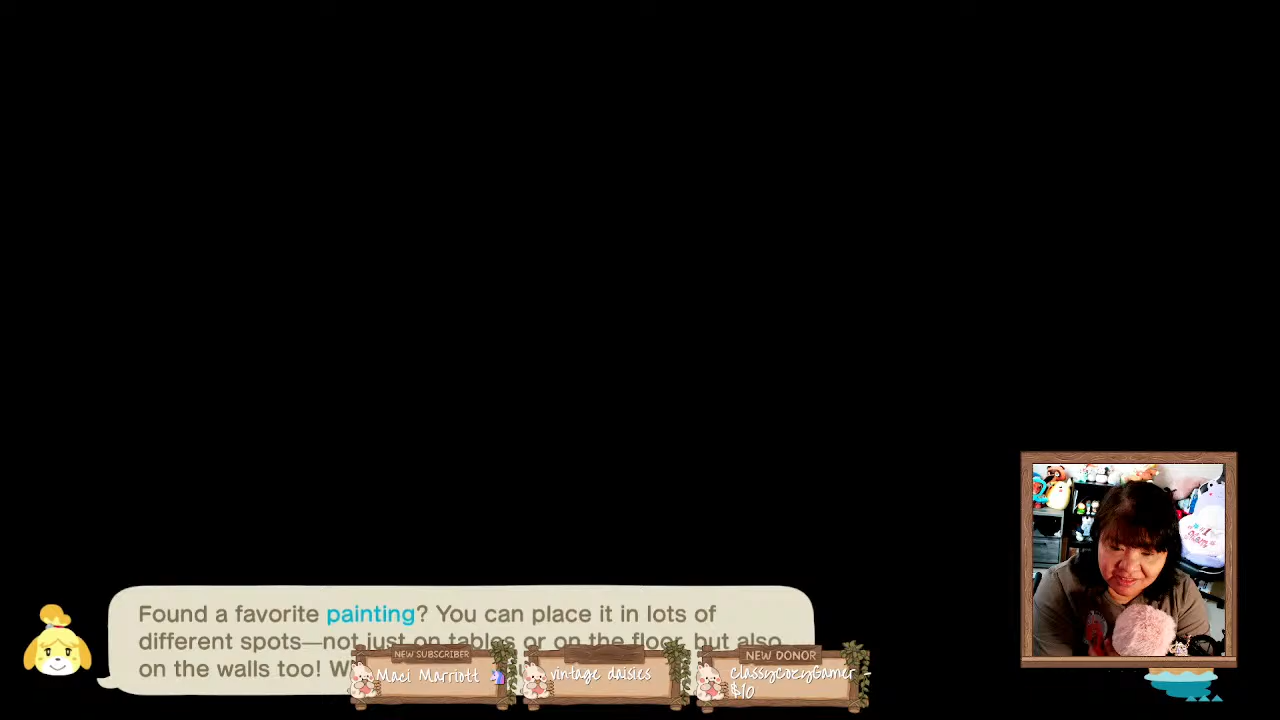 Found a favorite painting? You can place it in lots of
different spots—not just on tables or on the floor, but also
on the walls too! W
NEW SUBSCRIBER
Maci Marriott
vintage daisies
NEW DONOR
ClassyCozyGamer -
$10